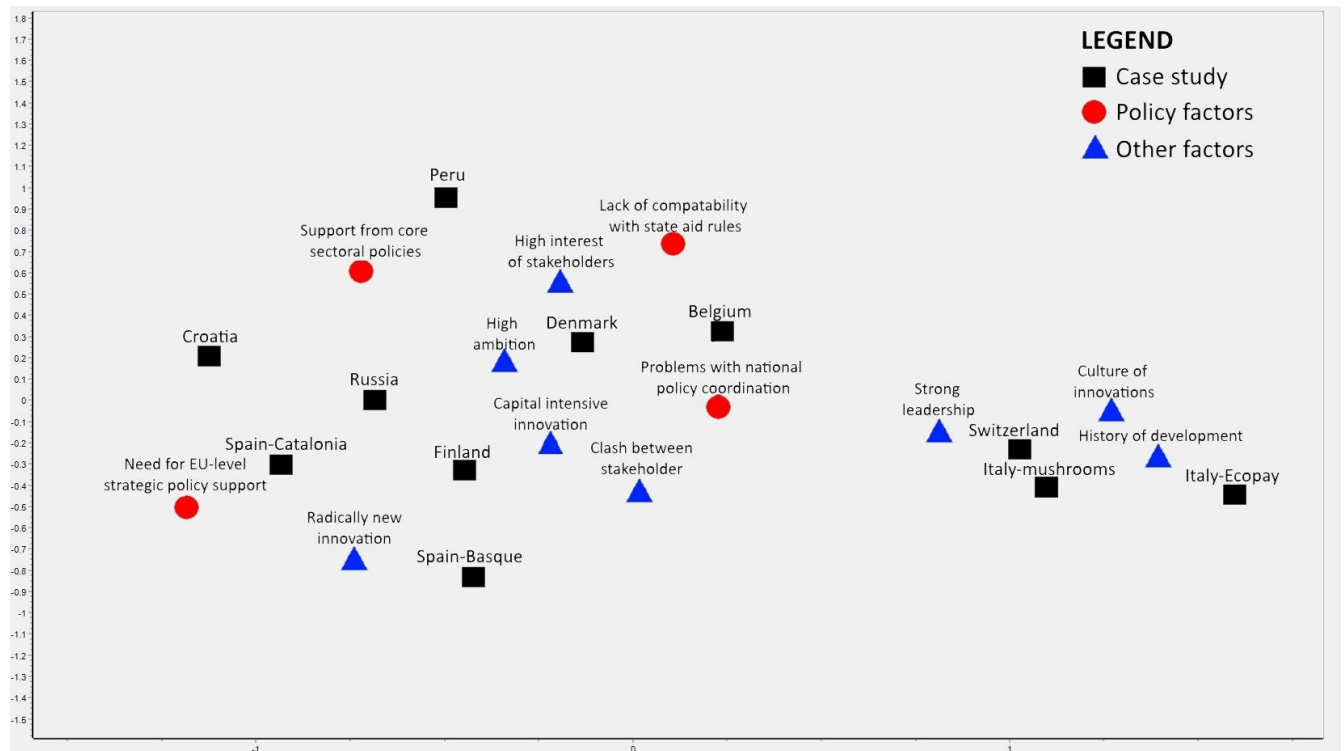 LEGEND
Case study
Policy factors
Other factors
Peru
Support from core
sectoral policies
Lack of compatability
with state aid rules
High interest
of stakeholders
Croatia
High
ambition
Denmark
Belgium
Russia
Problems with national
policy coordination
Capital intensive
innovation
Spain-Catalonia
Finland
Clash between
stakeholder
Need for EU-level
strategic policy support
Radically new
innovation
Spain-Basque
Strong
leadership
Culture of
innovations
Switzerland
History of development
Italy-mushrooms
Italy-Ecopay
1.8
1.7
1.6
1.5
1.4
1.3
1.2
1.1
1
0.9
0.8
0.7
0.6
0.5
0.4
0.3
0.2
0.1
0
-0.1
-0.2
-0.3
-0.4
-0.5
-0.6
-0.7
-0.8
-0.9
-1
-1.1
-1.2
-1.3
-1.4
-1.5
-1
0
1